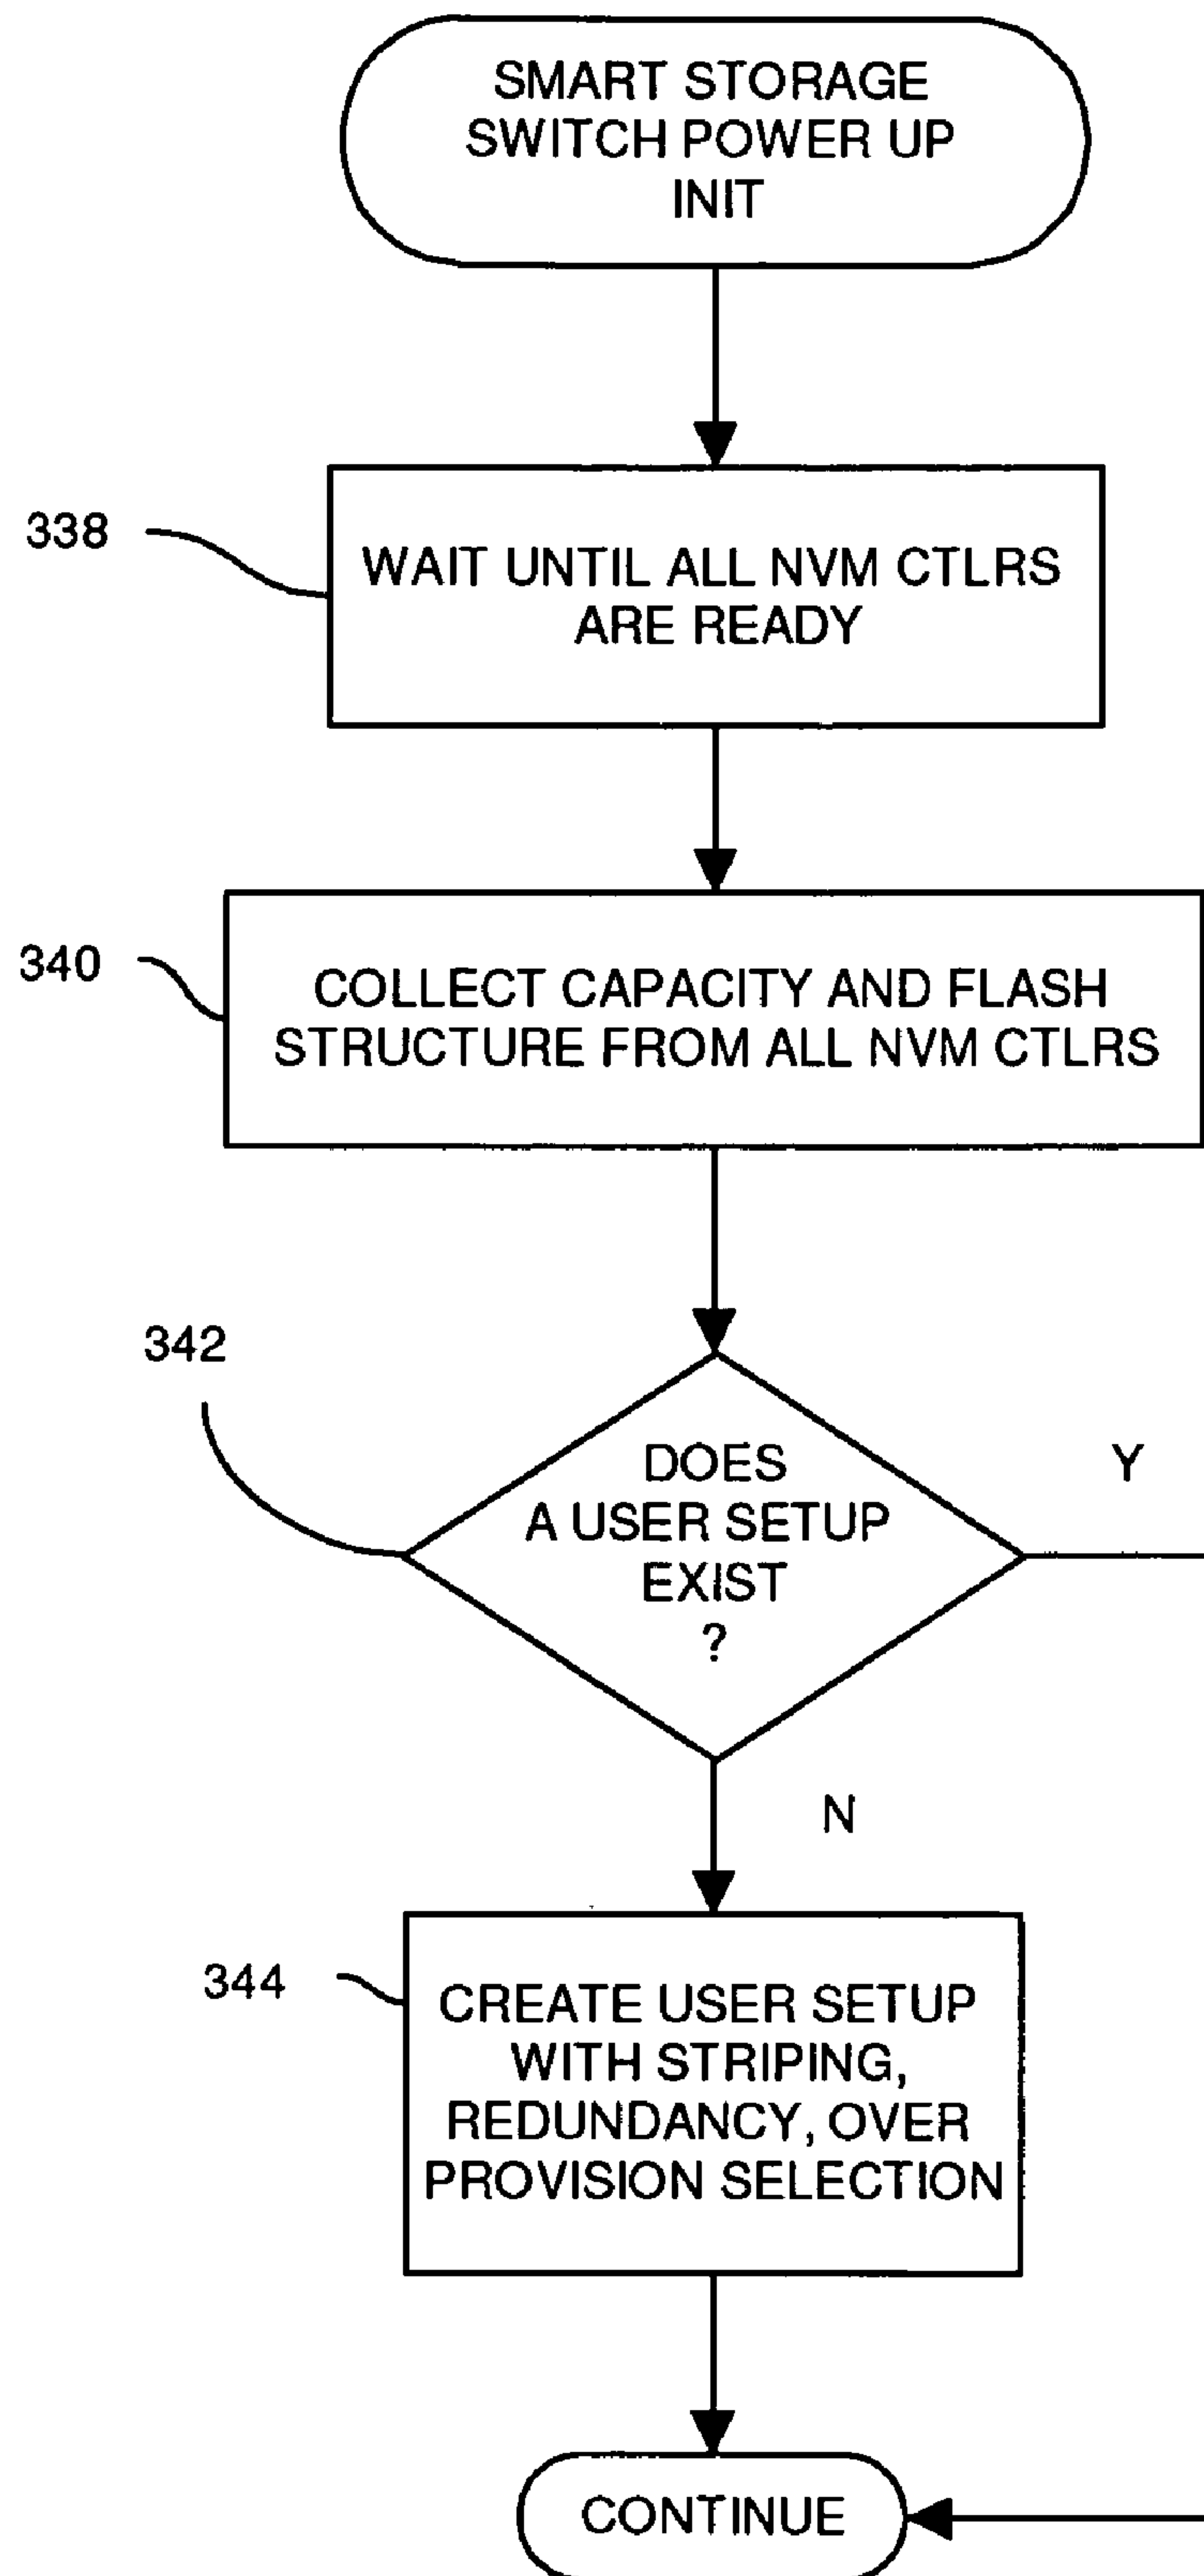 SMART STORAGE
SWITCH POWER UP
INIT
338
WAIT UNTIL ALL NVM CTLRS
ARE READY
340
COLLECT CAPACITY AND FLASH
STRUCTURE FROM ALL NVM CTLRS
342
DOES
A USER SETUP
EXIST
?
Y
N
344
CREATE USER SETUP
WITH STRIPING,
REDUNDANCY, OVER
PROVISION SELECTION
CONTINUE